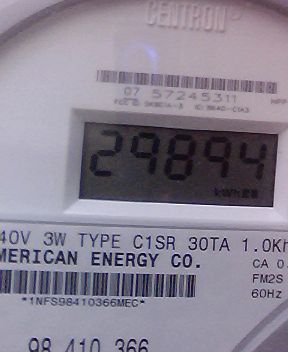 CENTRON®
07 57245311
29894
kWh
40V 3W TYPE C1SR 30TA 1.0Kh
MERICAN ENERGY CO.
CA 0.
FM2S
*1NFS98410366MEC*
60Hz
98 410 366